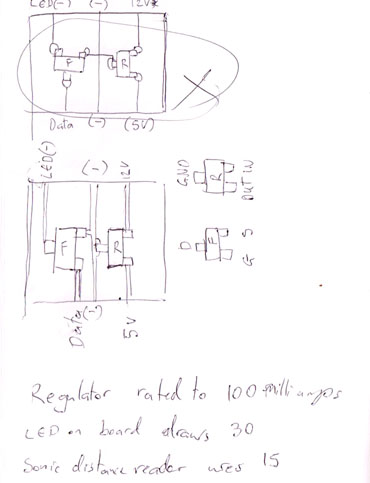 LED(-) (-) 12V
F R
Data (-) (5V)
LED(-) (-) 12V
GND R OUT IN
F R
D F G S
Data (-) 5V
Regulator rated to 100 milliamps
LED on board draws 30
Sonic distance reader uses 15